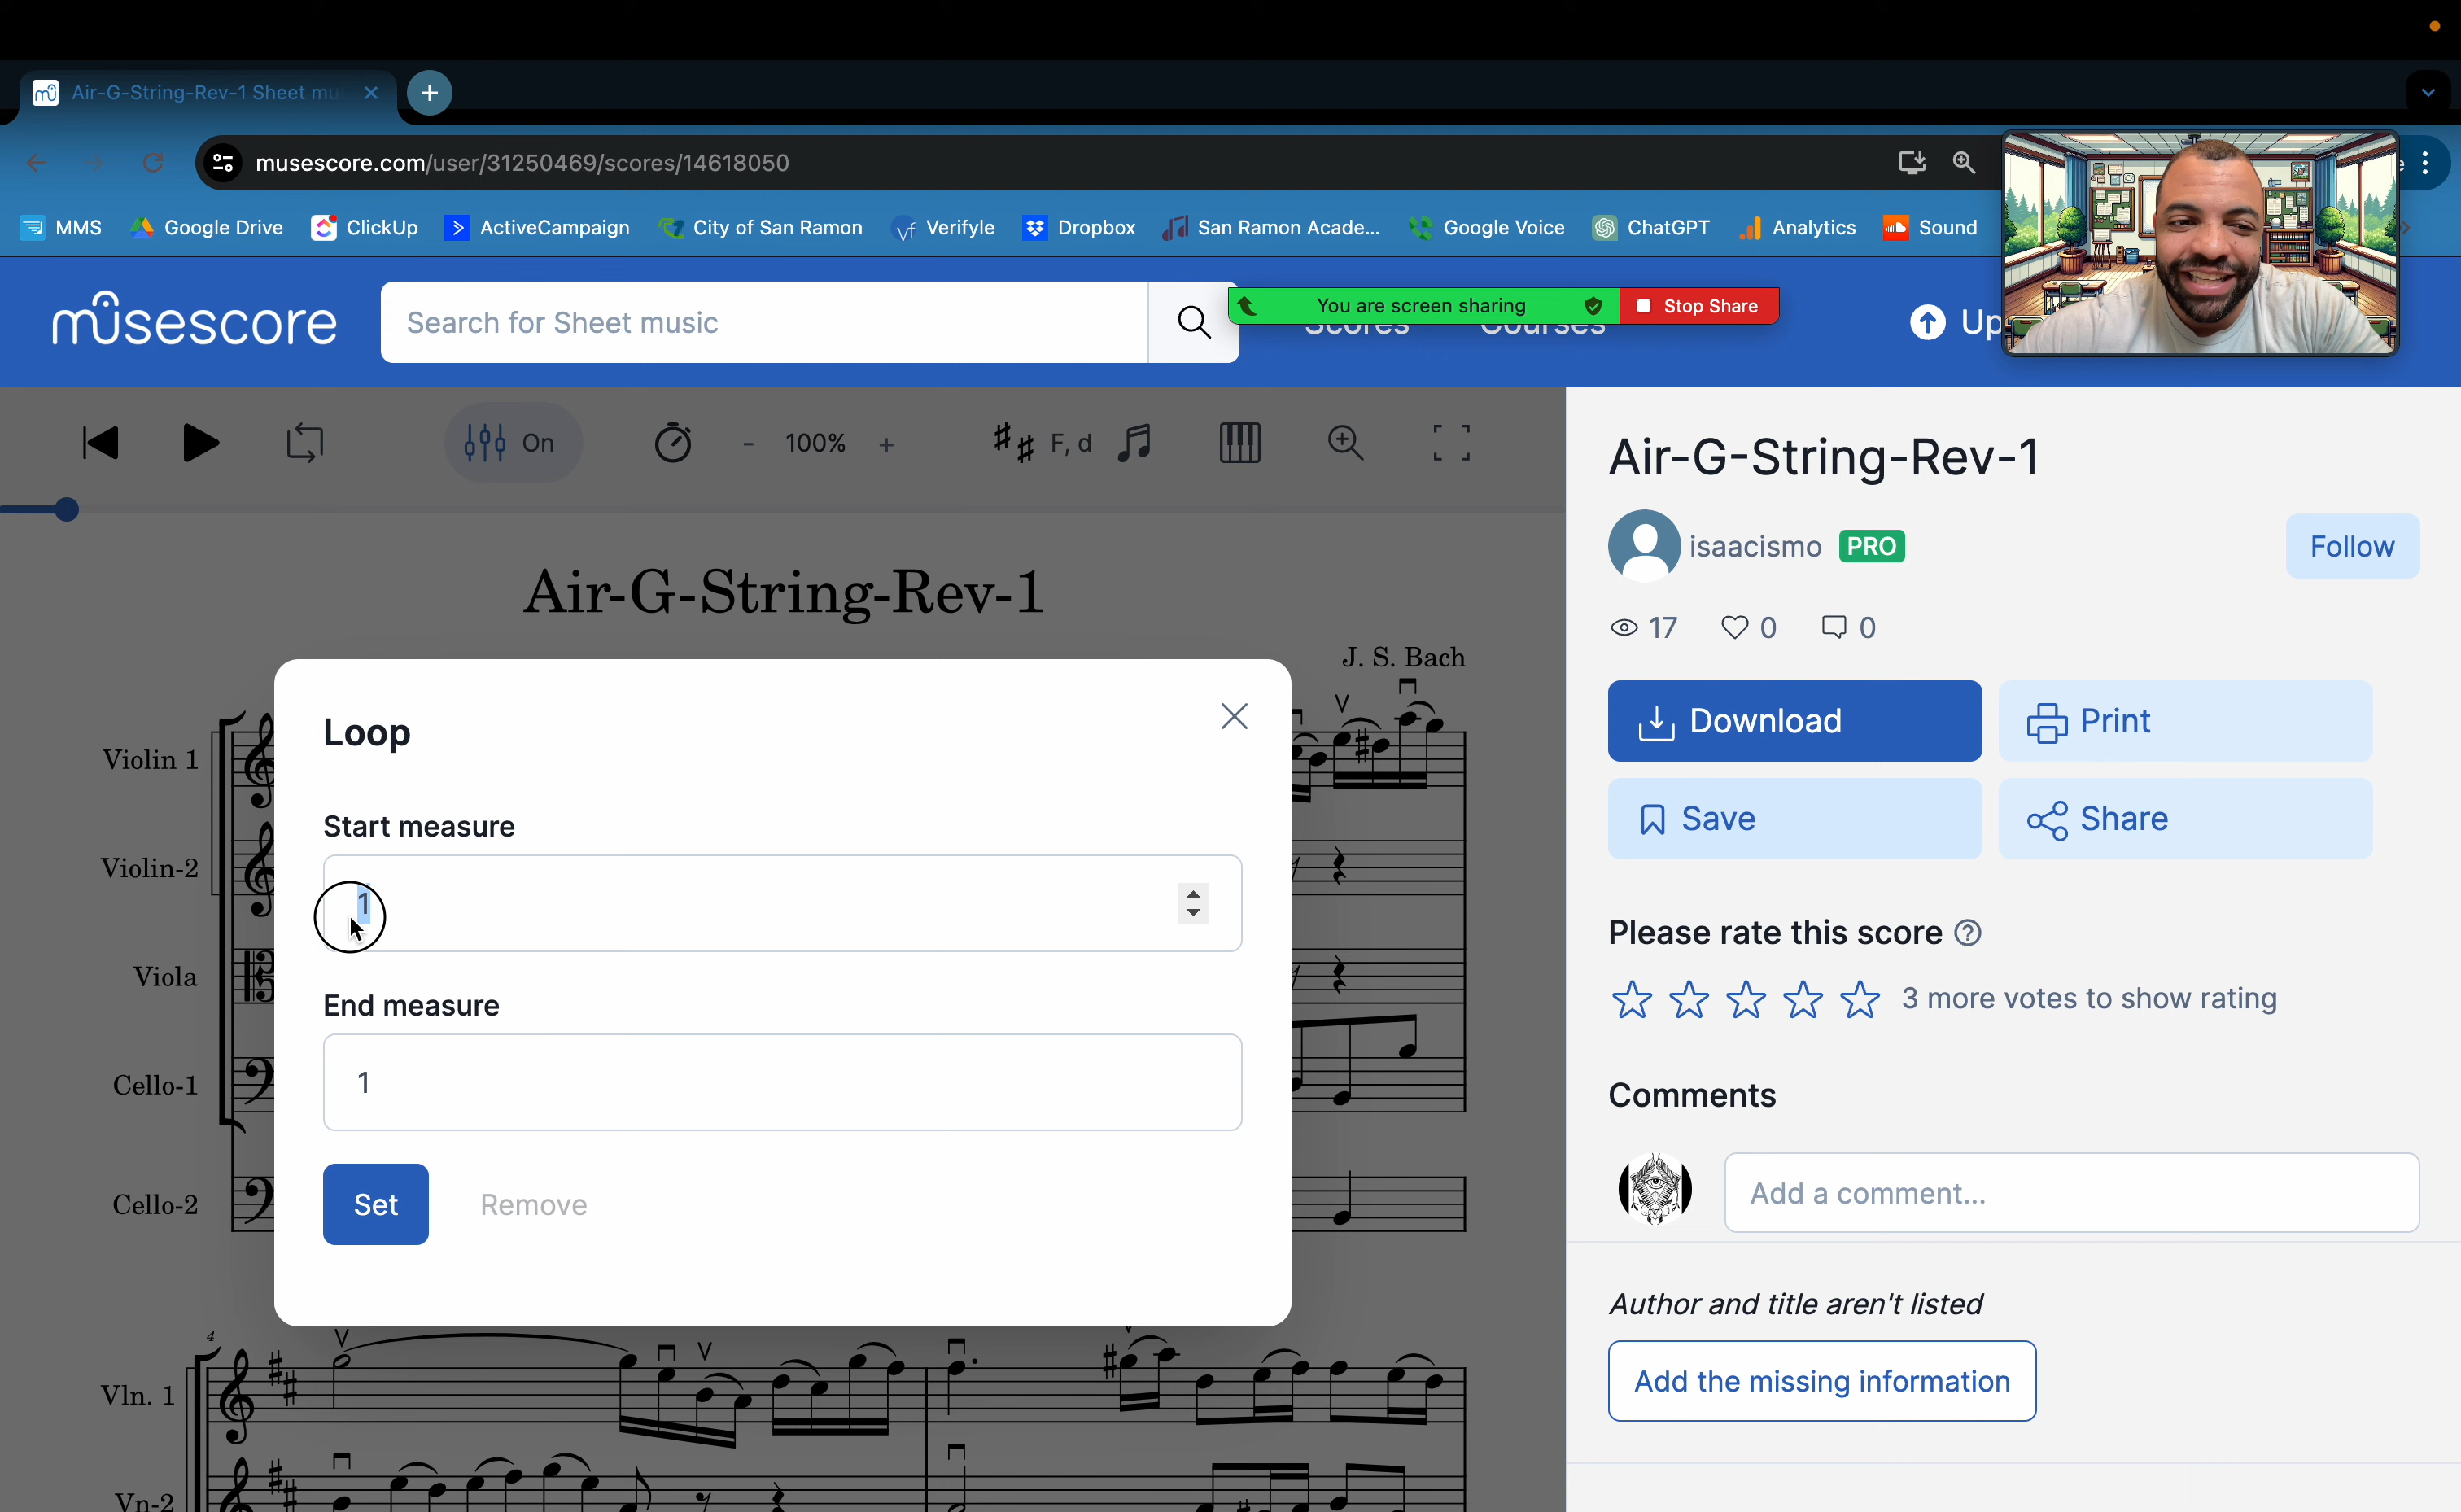 Air-G-String-Rev-1 Sheet mu
musescore.com/user/31250469/scores/14618050
MMS Google Drive ClickUp ActiveCampaign City of San Ramon Verifyle Dropbox San Ramon Acade... Google Voice ChatGPT Analytics Sound
musescore Search for Sheet music Scores Courses Up
You are screen sharing Stop Share
On - 100% + F, d
Air-G-String-Rev-1
J. S. Bach
Violin 1
Violin-2
Viola
Cello-1
Cello-2
Loop
Start measure
1
End measure
1
Set Remove
4
Vln. 1
Vn-2
Air-G-String-Rev-1
isaacismo PRO Follow
17 0 0
Download Print
Save Share
Please rate this score
3 more votes to show rating
Comments
Add a comment...
Author and title aren't listed
Add the missing information